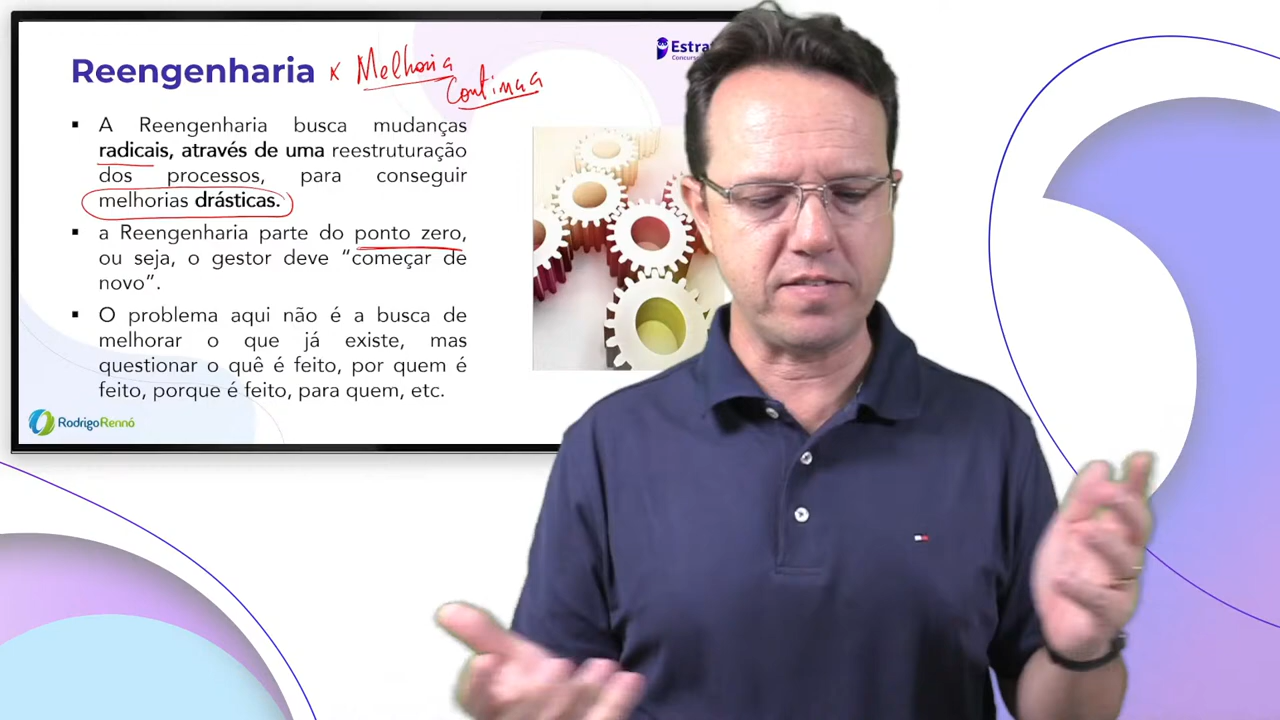 Reengenharia x Melhoria
Continua
Estra
Concurso
▪ A Reengenharia busca mudanças
radicais, através de uma reestruturação
dos processos, para conseguir
melhorias drásticas.
▪ a Reengenharia parte do ponto zero,
ou seja, o gestor deve “começar de
novo”.
▪ O problema aqui não é a busca de
melhorar o que já existe, mas
questionar o quê é feito, por quem é
feito, porque é feito, para quem, etc.
RodrigoRennó